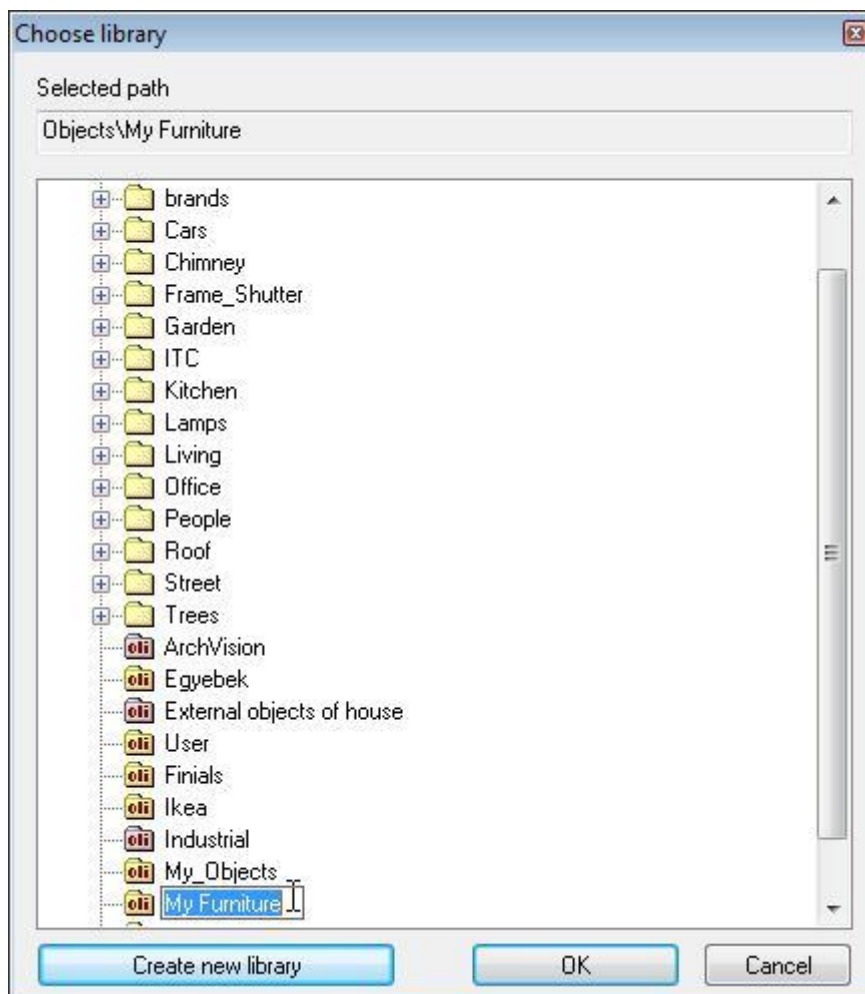 Choose library
Selected path
Objects\My Furniture
brands
Cars
Chimney
Frame_Shutter
Garden
ITC
Kitchen
Lamps
Living
Office
People
Roof
Street
Trees
oli ArchVision
oli Egyebek
oli External objects of house
oli User
oli Finials
oli Ikea
oli Industrial
oli My_Objects
oli My Furniture
Create new library OK Cancel